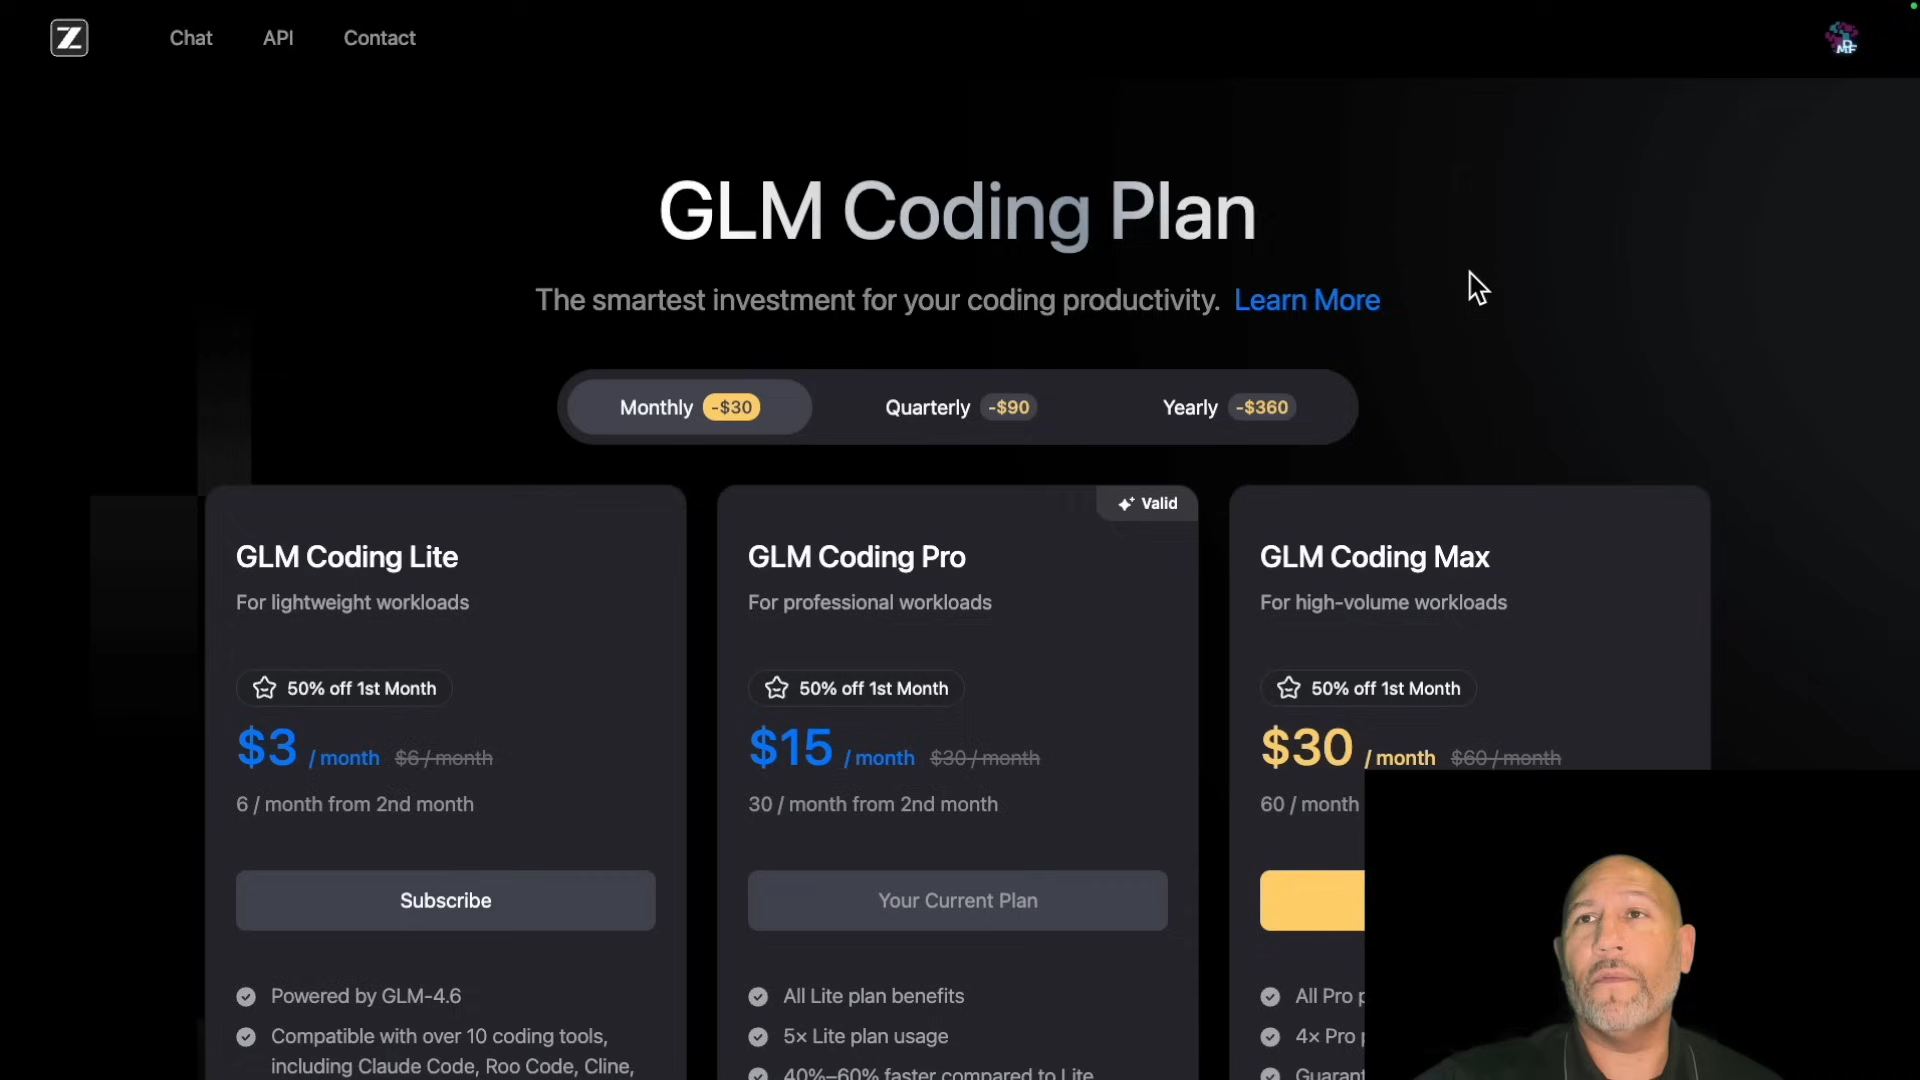 Z
Chat
API
Contact
GLM Coding Plan
The smartest investment for your coding productivity. Learn More
Monthly -$30
Quarterly -$90
Yearly -$360
Valid
GLM Coding Lite
For lightweight workloads
50% off 1st Month
$3 / month $6 / month
6 / month from 2nd month
Subscribe
Powered by GLM-4.6
Compatible with over 10 coding tools,
including Claude Code, Roo Code, Cline,
GLM Coding Pro
For professional workloads
50% off 1st Month
$15 / month $30 / month
30 / month from 2nd month
Your Current Plan
All Lite plan benefits
5× Lite plan usage
40%–60% faster compared to Lite
GLM Coding Max
For high-volume workloads
50% off 1st Month
$30 / month $60 / month
60 / month
All Pro
4× Pro